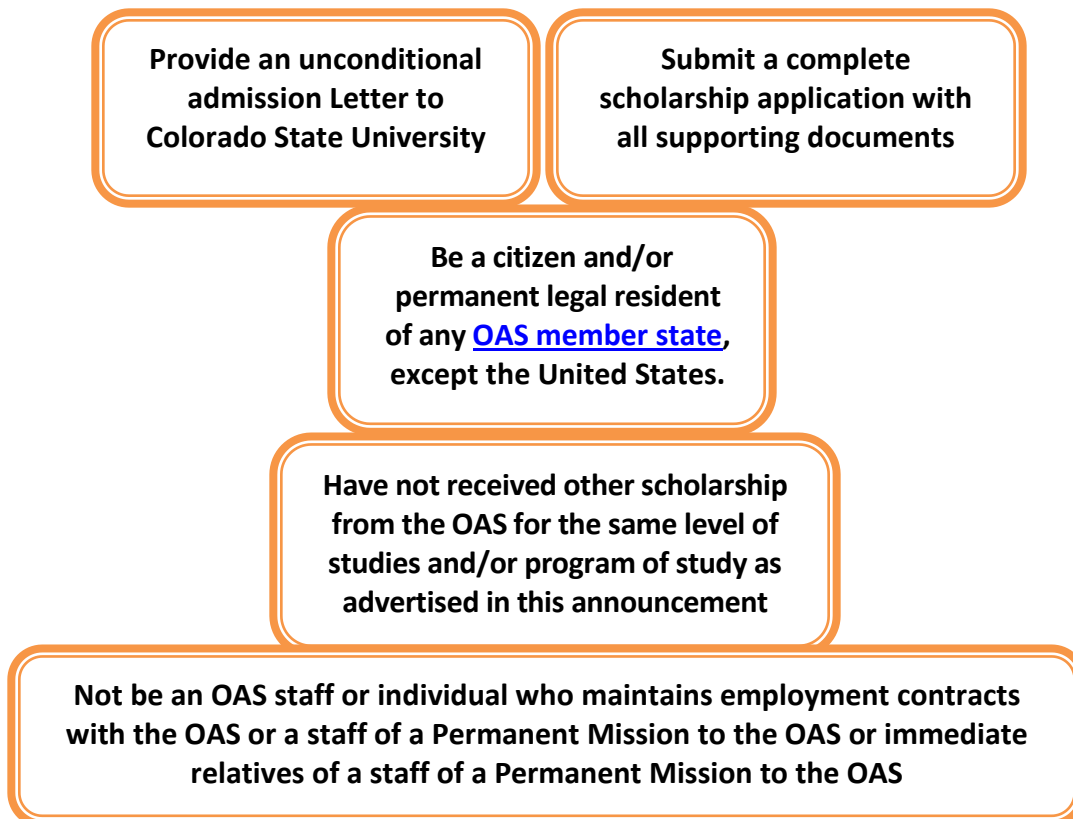 Provide an unconditional
admission Letter to
Colorado State University
Submit a complete
scholarship application with
all supporting documents
Be a citizen and/or
permanent legal resident
of any OAS member state,
except the United States.
Have not received other scholarship
from the OAS for the same level of
studies and/or program of study as
advertised in this announcement
Not be an OAS staff or individual who maintains employment contracts
with the OAS or a staff of a Permanent Mission to the OAS or immediate
relatives of a staff of a Permanent Mission to the OAS